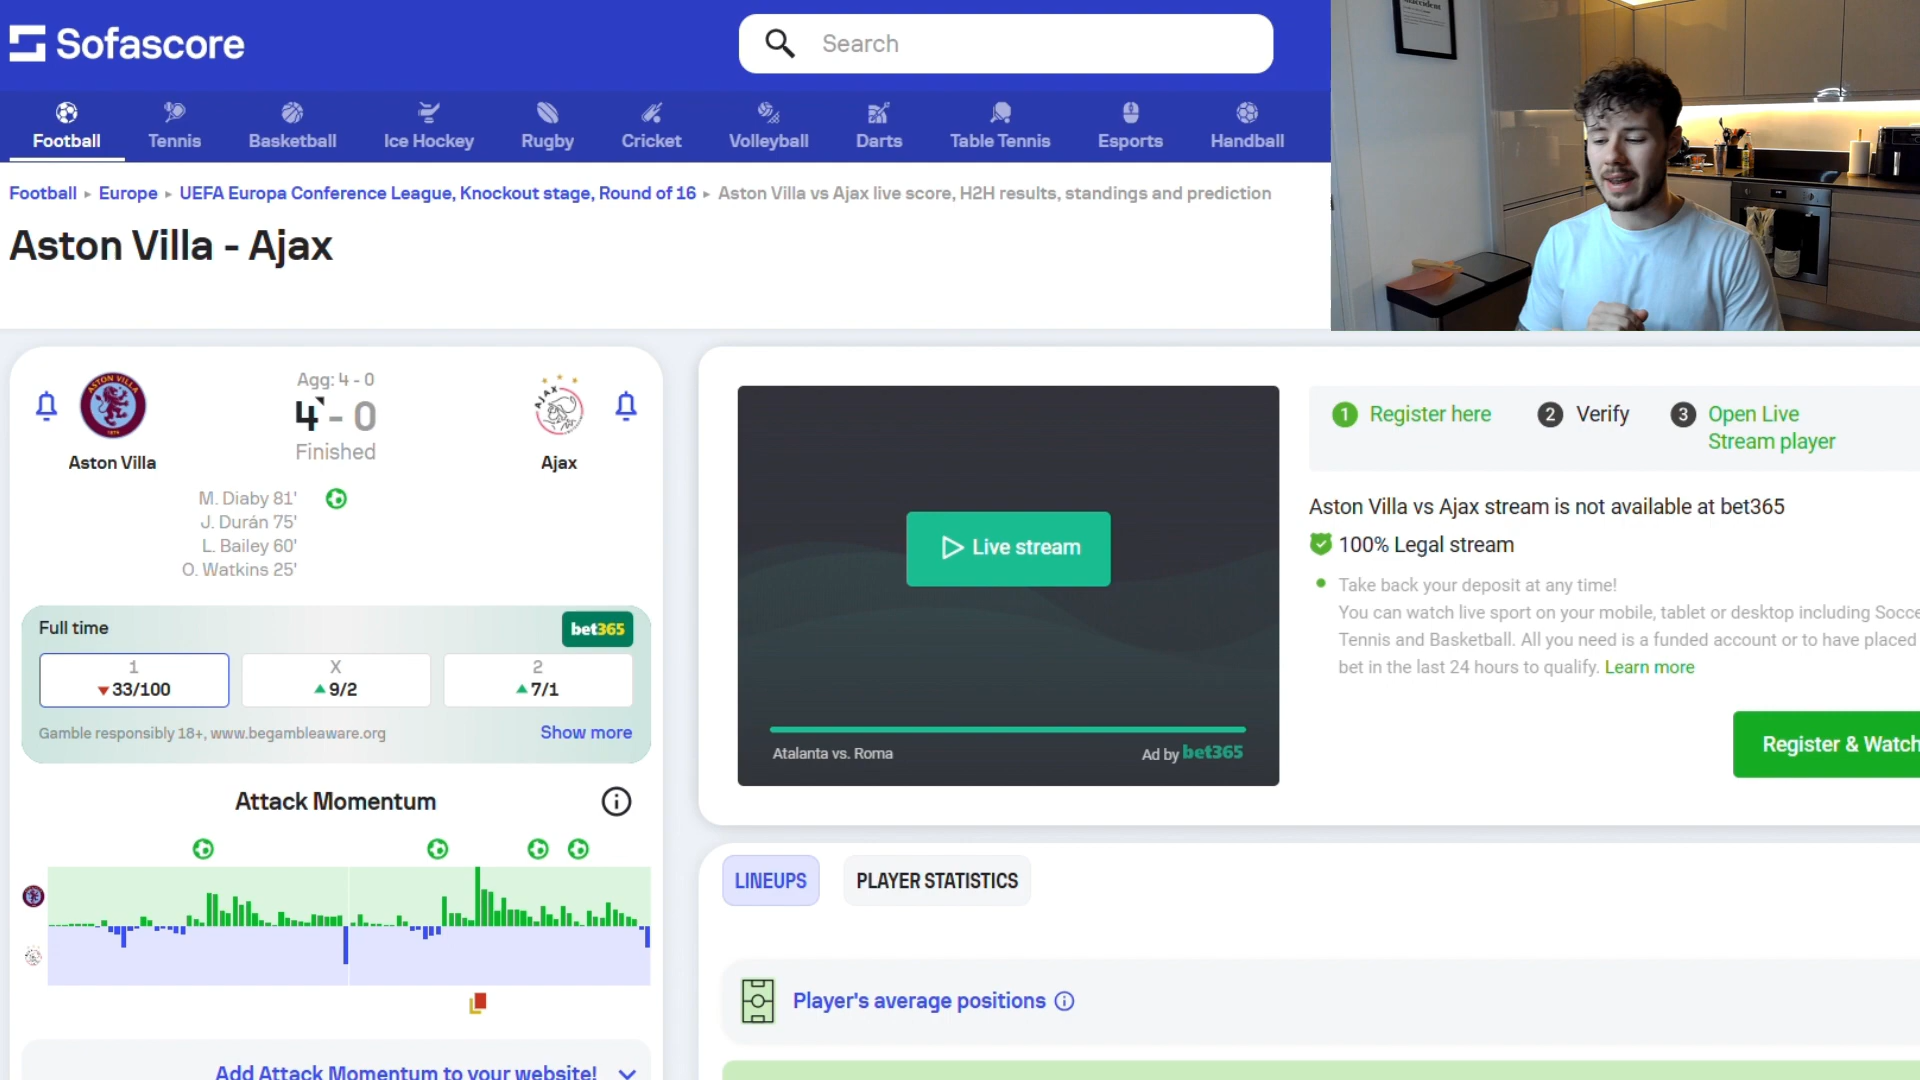 Sofascore
Search
Football
Tennis
Basketball
Ice Hockey
Rugby
Cricket
Volleyball
Darts
Table Tennis
Esports
Handball
Football ▸ Europe ▸ UEFA Europa Conference League, Knockout stage, Round of 16 ▸ Aston Villa vs Ajax live score, H2H results, standings and prediction
Aston Villa - Ajax
Agg: 4 - 0
4 - 0
Finished
Aston Villa
Ajax
M. Diaby 81'
J. Durán 75'
L. Bailey 60'
O. Watkins 25'
Full time
bet365
1
33/100
X
9/2
2
7/1
Gamble responsibly 18+, www.begambleaware.org
Show more
Attack Momentum
Add Attack Momentum to your website!
Live stream
Atalanta vs. Roma
Ad by bet365
1 Register here
2 Verify
3 Open Live
Stream player
Aston Villa vs Ajax stream is not available at bet365
100% Legal stream
Take back your deposit at any time!
You can watch live sport on your mobile, tablet or desktop including Socce
Tennis and Basketball. All you need is a funded account or to have placed
bet in the last 24 hours to qualify. Learn more
Register & Watch
LINEUPS
PLAYER STATISTICS
Player's average positions